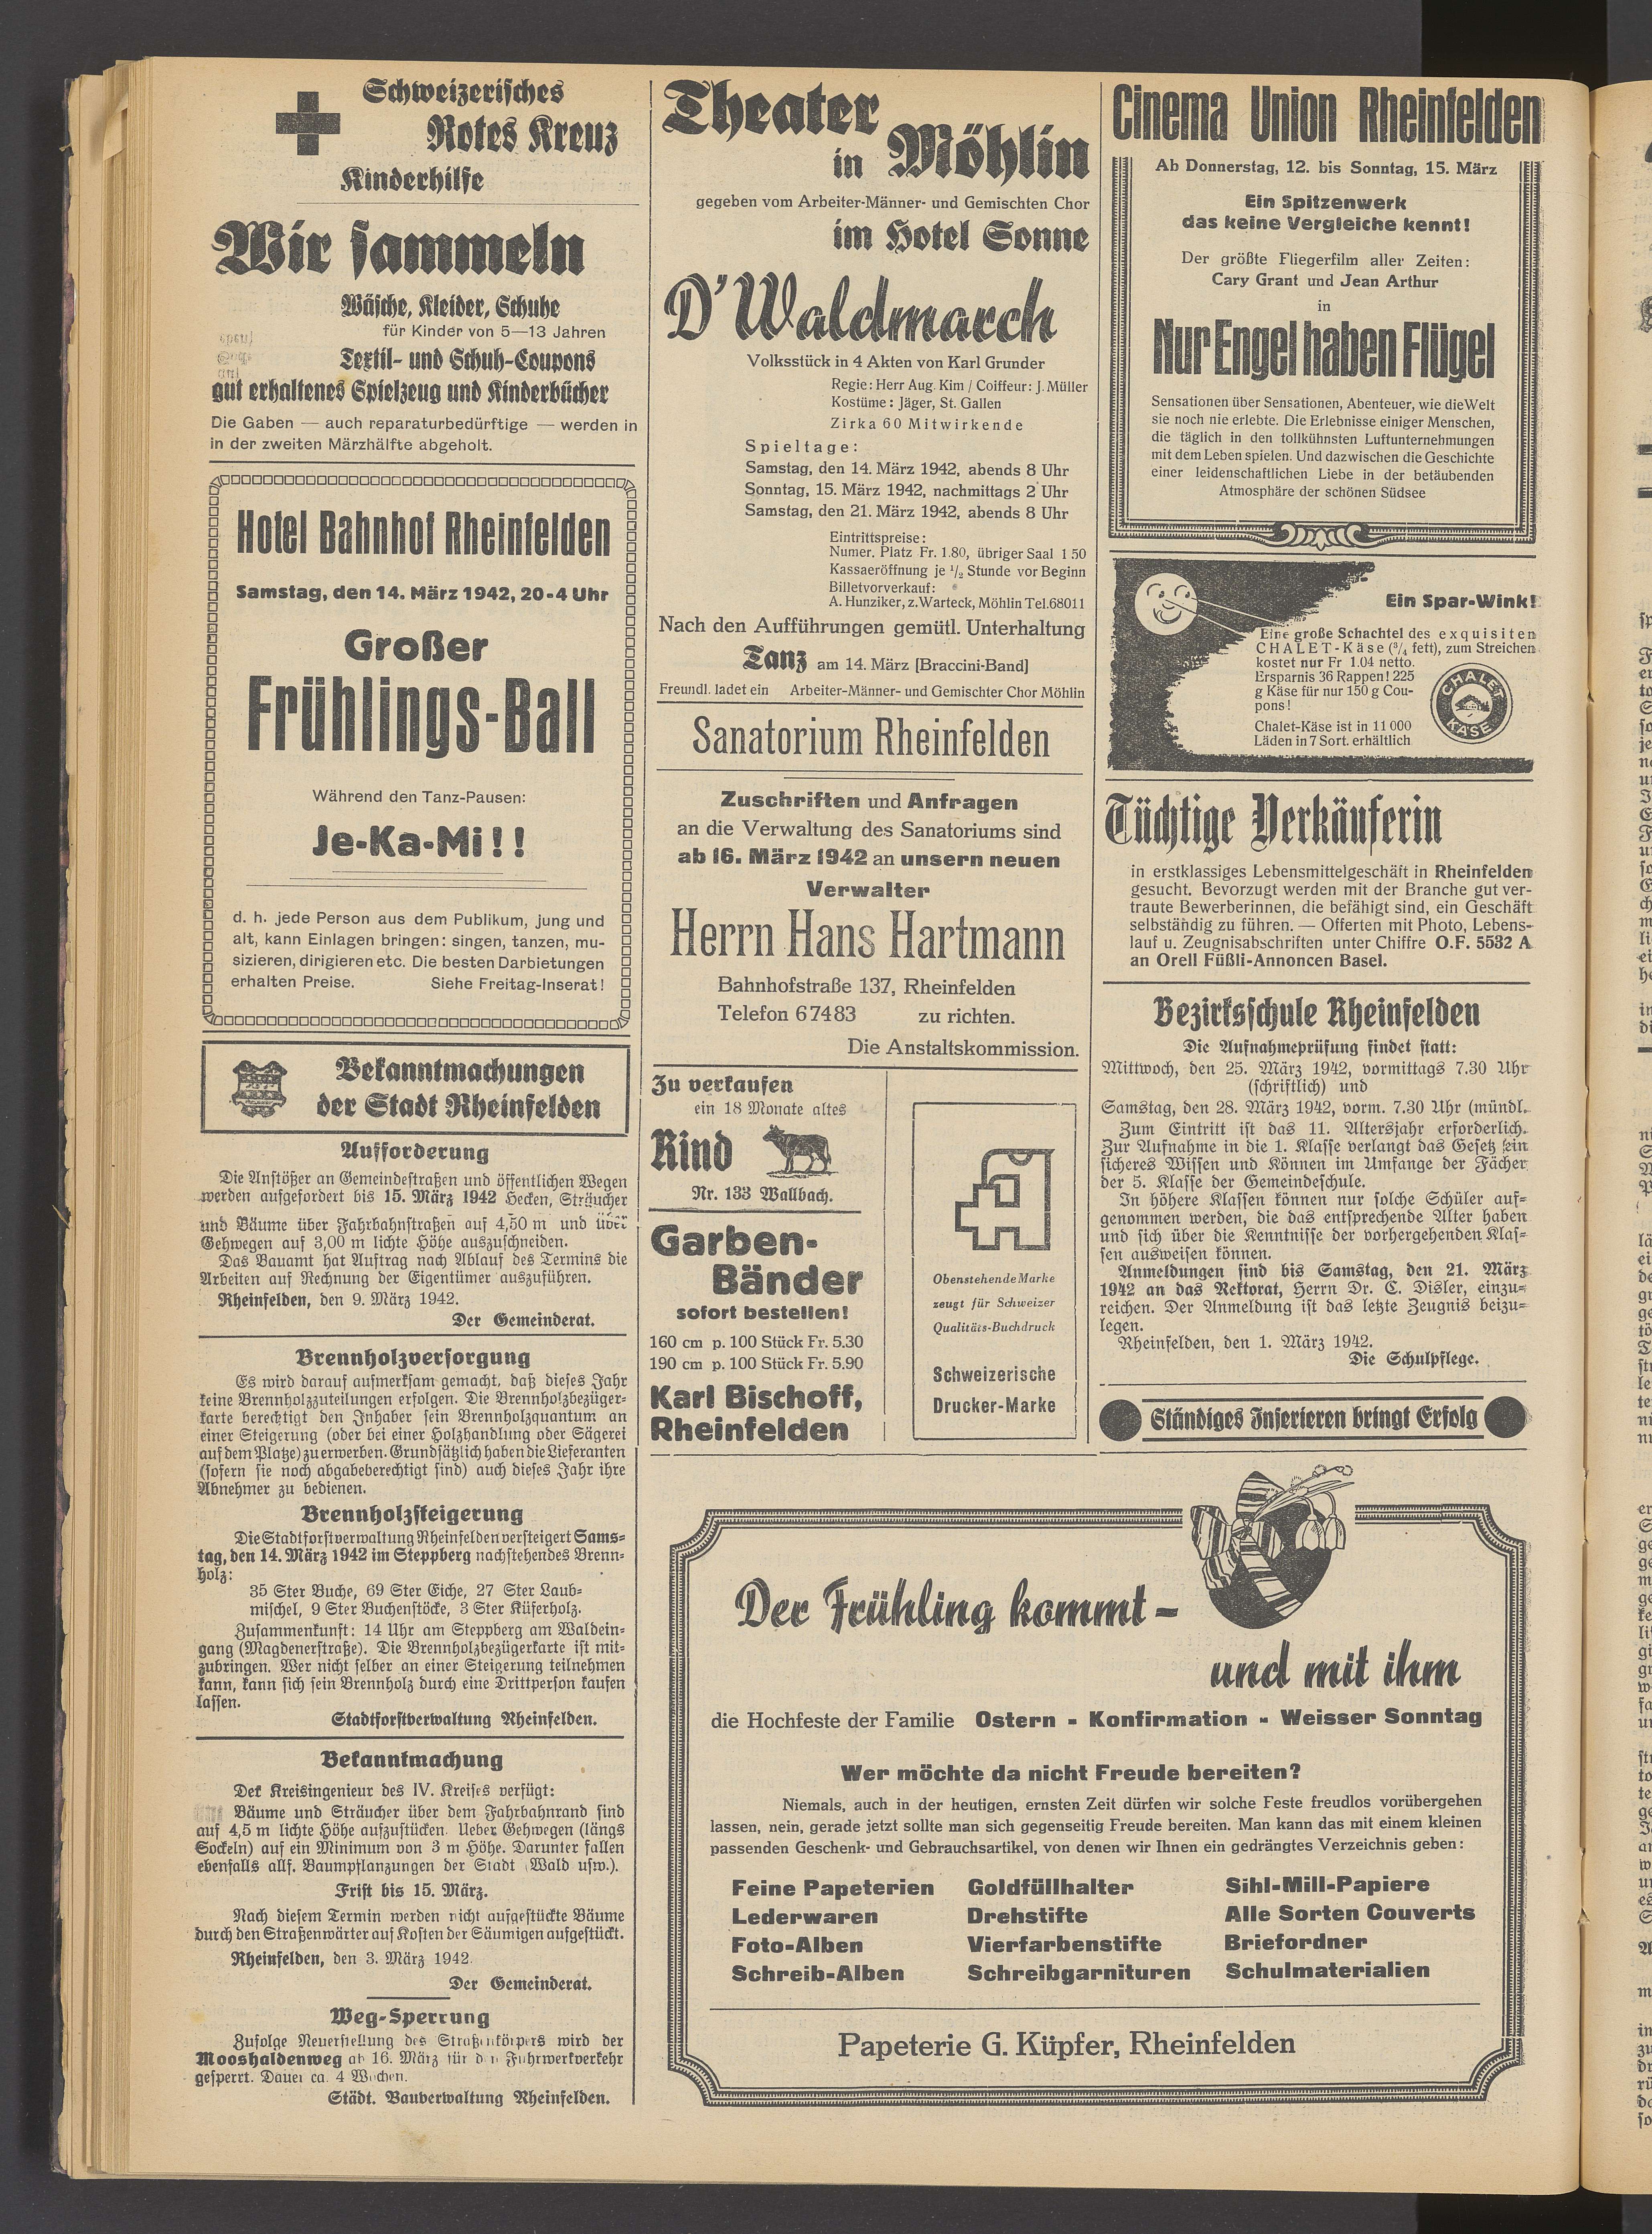 Schweizerisches
Rotes Kreuz
Kinderhilfe
Wir sammeln
Wäsche, Kleider, Schuhe
für Kinder von 5—13 Jahren
Textil- und Schuh-Coupons
gut erhaltenes Spielzeug und Kinderbücher
Die Gaben — auch reparaturbedürftige — werden in
in der zweiten Märzhälfte abgeholt.
Hotel Bahnhof Rheinfelden
Samstag, den 14. März 1942, 20-4 Uhr
Großer
Frühlings-Ball
Während den Tanz-Pausen:
Je-Ka-Mi!!
d. h. jede Person aus dem Publikum, jung und
alt, kann Einlagen bringen: singen, tanzen, mu-
sizieren, dirigieren etc. Die besten Darbietungen
erhalten Preise. Siehe Freitag-Inserat!
Bekanntmachungen
der Stadt Rheinfelden
Aufforderung
Die Anstößer an Gemeindestraßen und öffentlichen Wegen
werden aufgefordert bis 15. März 1942 Hecken, Sträucher
und Bäume über Fahrbahnstraßen auf 4,50 m und über
Gehwegen auf 3,00 m lichte Höhe auszuschneiden.
Das Bauamt hat Auftrag nach Ablauf des Termins die
Arbeiten auf Rechnung der Eigentümer auszuführen.
Rheinfelden, den 9. März 1942.
Der Gemeinderat.
Brennholzversorgung
Es wird darauf aufmerksam gemacht, daß dieses Jahr
keine Brennholzzuteilungen erfolgen. Die Brennholzbezüger-
karte berechtigt den Inhaber sein Brennholzquantum an
einer Steigerung (oder bei einer Holzhandlung oder Sägerei
auf dem Platze) zu erwerben. Grundsätzlich haben die Lieferanten
(sofern sie noch abgabeberechtigt sind) auch dieses Jahr ihre
Abnehmer zu bedienen.
Brennholzsteigerung
Die Stadtforstverwaltung Rheinfelden versteigert Sams-
tag, den 14. März 1942 im Steppberg nachstehendes Brenn-
holz:
35 Ster Buche, 69 Ster Eiche, 27 Ster Laub-
mischel, 9 Ster Buchenstöcke, 3 Ster Küferholz.
Zusammenkunft: 14 Uhr am Steppberg am Waldein-
gang (Magdenerstraße). Die Brennholzbezügerkarte ist mit-
zubringen. Wer nicht selber an einer Steigerung teilnehmen
kann, kann sich sein Brennholz durch eine Drittperson kaufen
lassen.
Stadtforstverwaltung Rheinfelden.
Bekanntmachung
Der Kreisingenieur des IV. Kreises verfügt:
Bäume und Sträucher über dem Fahrbahnrand sind
auf 4,5 m lichte Höhe aufzustücken. Ueber Gehwegen (längs
Sockeln) auf ein Minimum von 3 m Höhe. Darunter fallen
ebenfalls allf. Baumpflanzungen der Stadt (Wald usw.).
Frist bis 15. März.
Nach diesem Termin werden nicht aufgestückte Bäume
durch den Straßenwärter auf Kosten der Säumigen aufgestückt.
Rheinfelden, den 3. März 1942.
Der Gemeinderat.
Weg-Sperrung
Zufolge Neuerstellung des Straßenkörpers wird der
Mooshaldenweg ab 16. März für den Fuhrwerkverkehr
gesperrt. Dauer ca. 4 Wochen.
Städt. Bauverwaltung Rheinfelden.
Theater
in Möhlin
gegeben vom Arbeiter-Männer- und Gemischten Chor
im Hotel Sonne
D'Waldmarch
Volksstück in 4 Akten von Karl Grunder
Regie: Herr Aug. Kim / Coiffeur: J. Müller
Kostüme: Jäger, St. Gallen
Zirka 60 Mitwirkende
Spieltage:
Samstag, den 14. März 1942, abends 8 Uhr
Sonntag, 15. März 1942, nachmittags 2 Uhr
Samstag, den 21. März 1942, abends 8 Uhr
Eintrittspreise:
Numer. Platz Fr. 1.80, übriger Saal 1 50
Kassaeröffnung je 1/2 Stunde vor Beginn
Billetvorverkauf:
A. Hunziker, z. Warteck, Möhlin Tel. 68011
Nach den Aufführungen gemütl. Unterhaltung
Tanz am 14. März [Braccini-Band]
Freundl. ladet ein Arbeiter-Männer- und Gemischter Chor Möhlin
Sanatorium Rheinfelden
Zuschriften und Anfragen
an die Verwaltung des Sanatoriums sind
ab 16. März 1942 an unsern neuen
Verwalter
Herrn Hans Hartmann
Bahnhofstraße 137, Rheinfelden
Telefon 6 74 83 zu richten.
Die Anstaltskommission.
Zu verkaufen
ein 18 Monate altes
Rind
Nr. 133 Wallbach.
Garben-
Bänder
sofort bestellen!
160 cm p. 100 Stück Fr. 5.30
190 cm p. 100 Stück Fr. 5.90
Karl Bischoff,
Rheinfelden
Obenstehende Marke
zeugt für Schweizer
Qualitäts-Buchdruck
Schweizerische
Drucker-Marke
Cinema Union Rheinfelden
Ab Donnerstag, 12. bis Sonntag, 15. März
Ein Spitzenwerk
das keine Vergleiche kennt!
Der größte Fliegerfilm aller Zeiten:
Cary Grant und Jean Arthur
in
Nur Engel haben Flügel
Sensationen über Sensationen, Abenteuer, wie die Welt
sie noch nie erlebte. Die Erlebnisse einiger Menschen,
die täglich in den tollkühnsten Luftunternehmungen
mit dem Leben spielen. Und dazwischen die Geschichte
einer leidenschaftlichen Liebe in der betäubenden
Atmosphäre der schönen Südsee
Ein Spar-Wink!
Eine große Schachtel des exquisiten
CHALET-Käse (3/4 fett), zum Streichen
kostet nur Fr 1.04 netto.
Ersparnis 36 Rappen! 225
g Käse für nur 150 g Cou-
pons!
Chalet-Käse ist in 11 000
Läden in 7 Sort. erhältlich
CHALET
KÄSE
Tüchtige Verkäuferin
in erstklassiges Lebensmittelgeschäft in Rheinfelden
gesucht. Bevorzugt werden mit der Branche gut ver-
traute Bewerberinnen, die befähigt sind, ein Geschäft
selbständig zu führen. — Offerten mit Photo, Lebens-
lauf u. Zeugnisabschriften unter Chiffre O.F. 5532 A
an Orell Füßli-Annoncen Basel.
Bezirksschule Rheinfelden
Die Aufnahmeprüfung findet statt:
Mittwoch, den 25. März 1942, vormittags 7.30 Uhr
(schriftlich) und
Samstag, den 28. März 1942, vorm. 7.30 Uhr (mündl.
Zum Eintritt ist das 11. Altersjahr erforderlich.
Zur Aufnahme in die 1. Klasse verlangt das Gesetz ein
sicheres Wissen und Können im Umfange der Fächer
der 5. Klasse der Gemeindeschule.
In höhere Klassen können nur solche Schüler auf-
genommen werden, die das entsprechende Alter haben
und sich über die Kenntnisse der vorhergehenden Klas-
sen ausweisen können.
Anmeldungen sind bis Samstag, den 21. März
1942 an das Rektorat, Herrn Dr. C. Disler, einzu-
reichen. Der Anmeldung ist das letzte Zeugnis beizu-
legen.
Rheinfelden, den 1. März 1942.
Die Schulpflege.
Ständiges Inserieren bringt Erfolg
Der Frühling kommt -
und mit ihm
die Hochfeste der Familie Ostern - Konfirmation - Weisser Sonntag
Wer möchte da nicht Freude bereiten?
Niemals, auch in der heutigen, ernsten Zeit dürfen wir solche Feste freudlos vorübergehen
lassen, nein, gerade jetzt sollte man sich gegenseitig Freude bereiten. Man kann das mit einem kleinen
passenden Geschenk- und Gebrauchsartikel, von denen wir Ihnen ein gedrängtes Verzeichnis geben:
Feine Papeterien Goldfüllhalter Sihl-Mill-Papiere
Lederwaren Drehstifte Alle Sorten Couverts
Foto-Alben Vierfarbenstifte Briefordner
Schreib-Alben Schreibgarnituren Schulmaterialien
Papeterie G. Küpfer, Rheinfelden